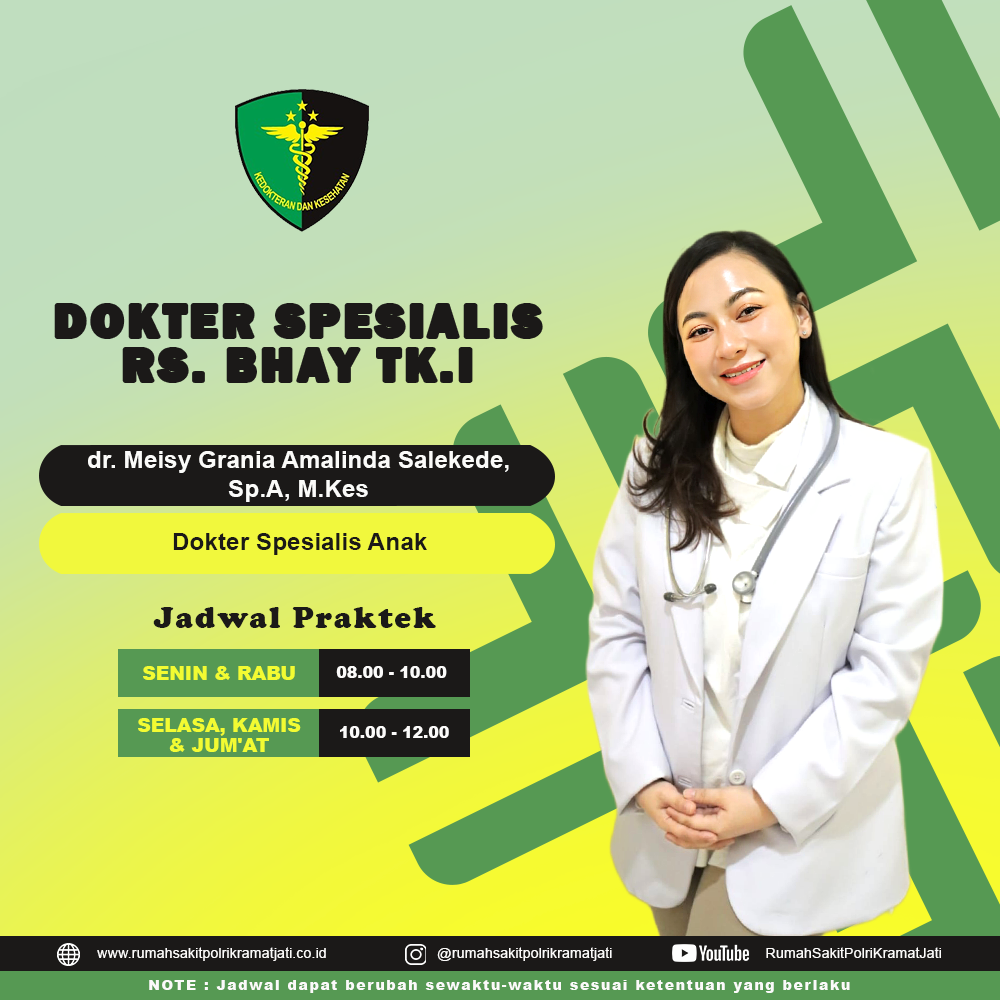 KEDOKTERAN DAN KESEHATAN
DOKTER SPESIALIS
RS. BHAY TK.I
dr. Meisy Grania Amalinda Salekede,
Sp.A, M.Kes
Dokter Spesialis Anak
Jadwal Praktek
SENIN & RABU 08.00 - 10.00
SELASA, KAMIS
& JUM'AT 10.00 - 12.00
www.rumahsakitpolrikramatjati.co.id @rumahsakitpolrikramatjati YouTube RumahSakitPolriKramatJati
NOTE : Jadwal dapat berubah sewaktu-waktu sesuai ketentuan yang berlaku